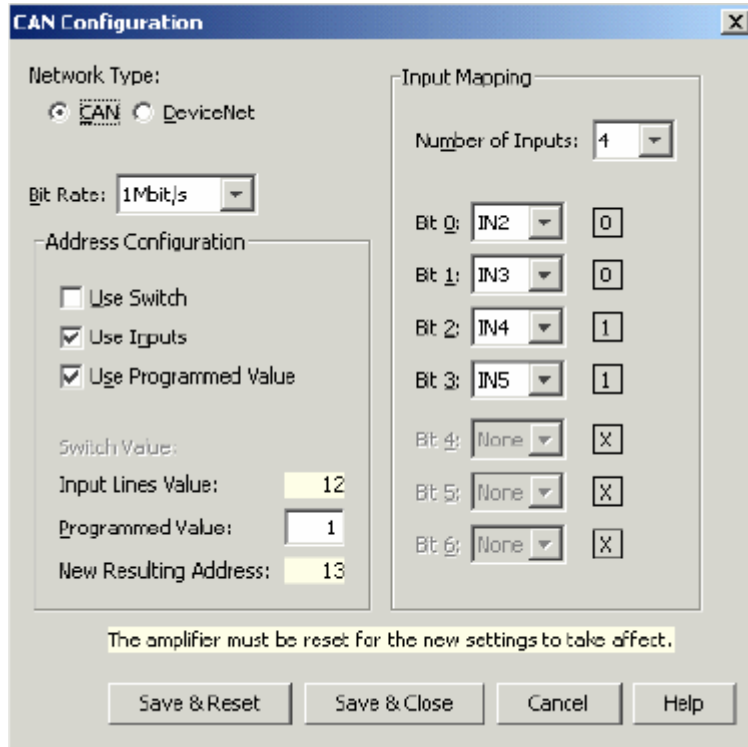 CAN Configuration
Network Type:
CAN DeviceNet
Bit Rate: 1Mbit/s
Address Configuration
Use Switch
Use Inputs
Use Programmed Value
Switch Value:
Input Lines Value: 12
Programmed Value: 1
New Resulting Address: 13
Input Mapping
Number of Inputs: 4
Bit 0: IN2 0
Bit 1: IN3 0
Bit 2: IN4 1
Bit 3: IN5 1
Bit 4: None X
Bit 5: None X
Bit 6: None X
The amplifier must be reset for the new settings to take affect.
Save & Reset Save & Close Cancel Help